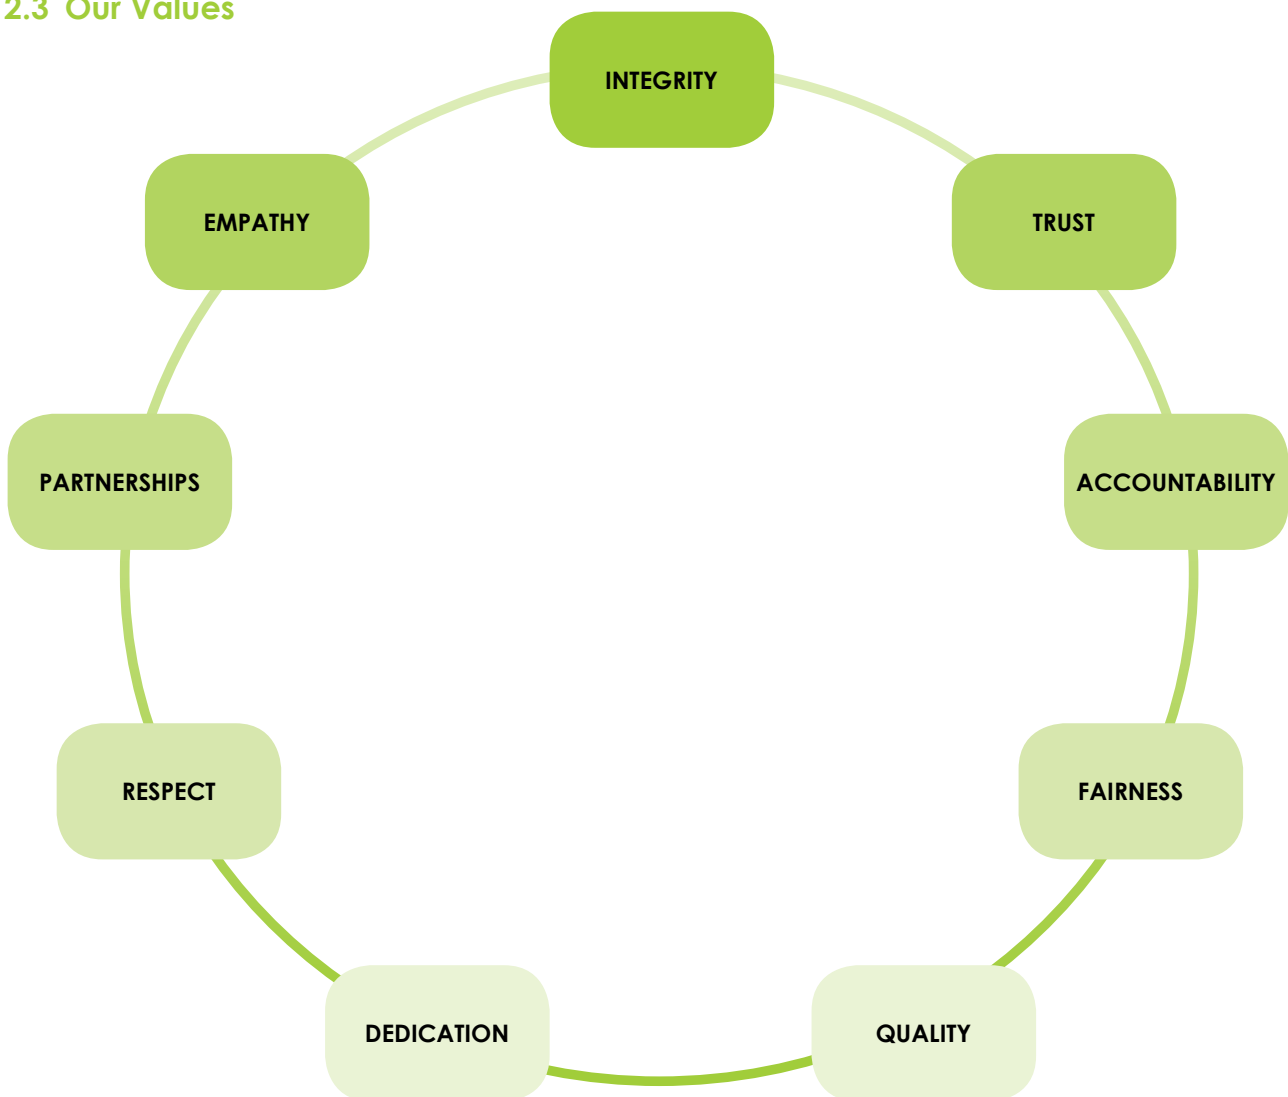 2.3 Our Values
INTEGRITY
TRUST
ACCOUNTABILITY
FAIRNESS
QUALITY
DEDICATION
RESPECT
PARTNERSHIPS
EMPATHY